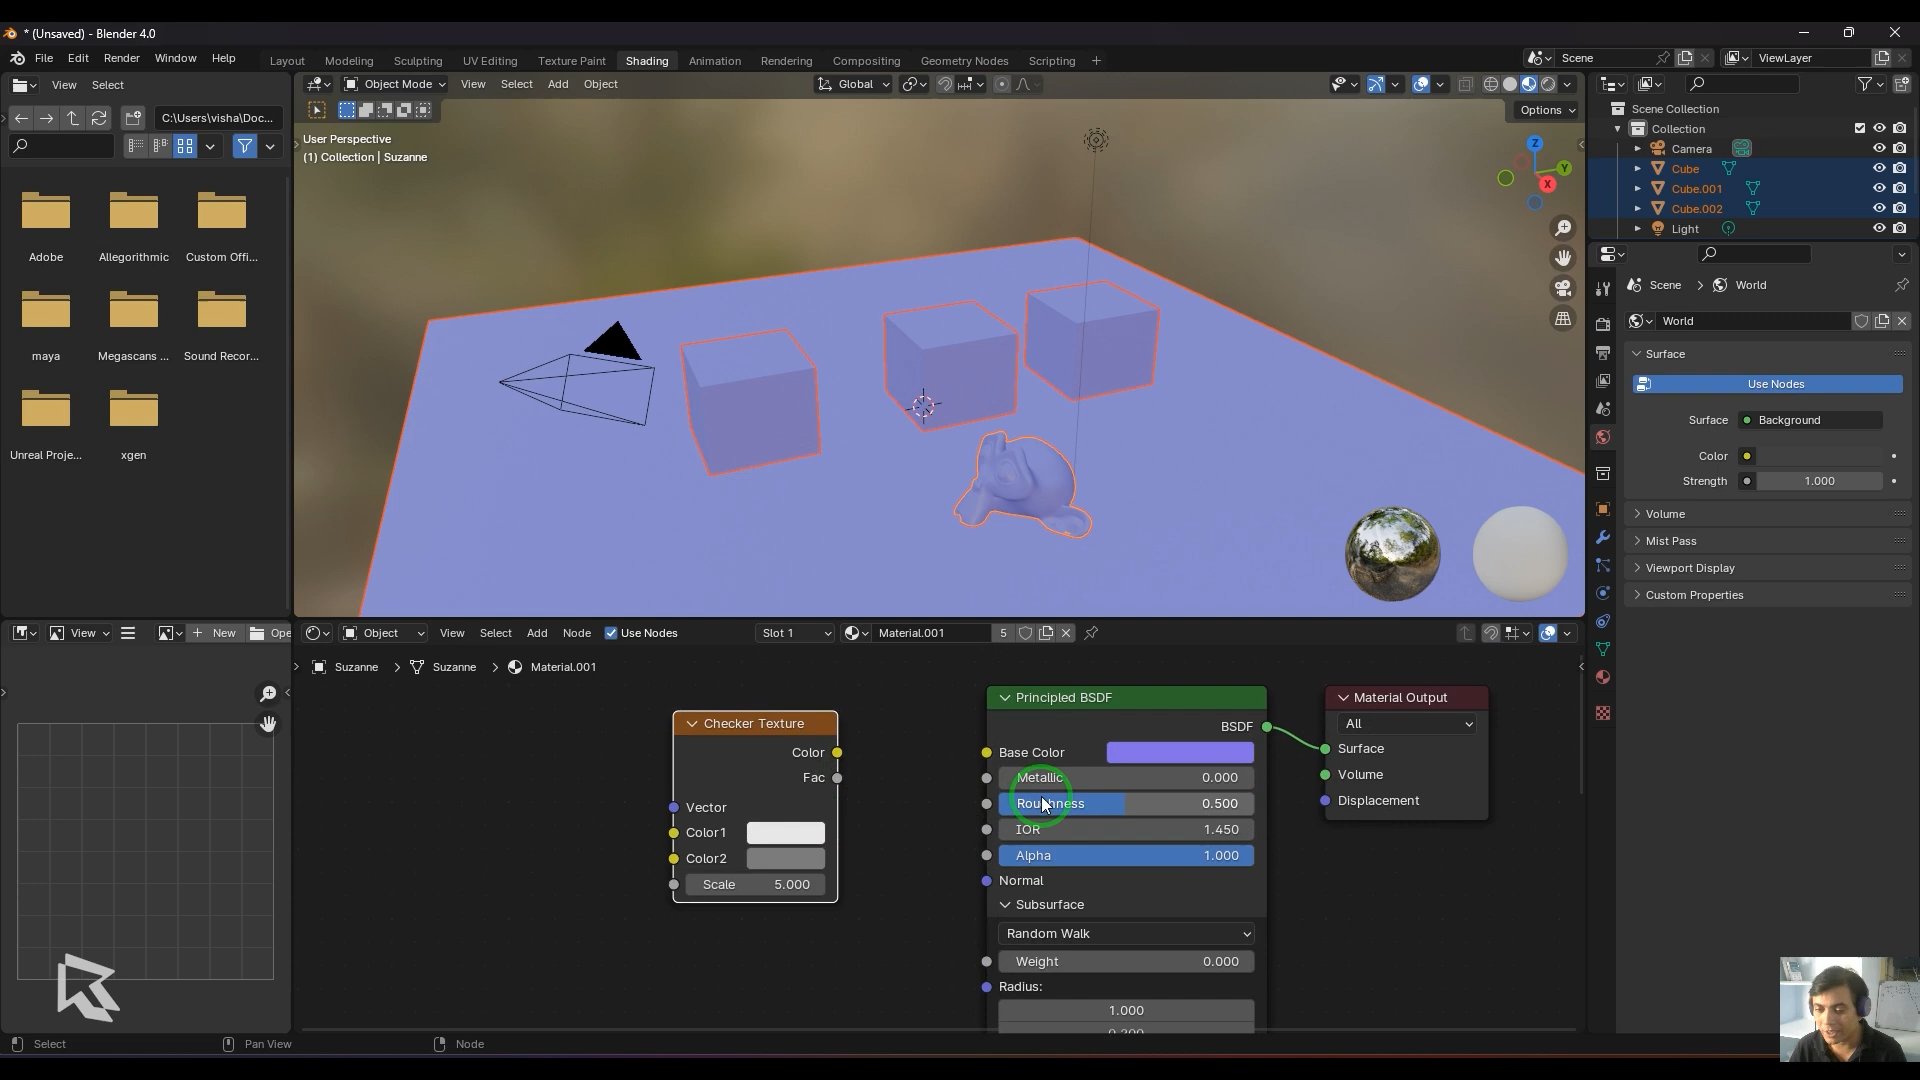 * (Unsaved) - Blender 4.0
File Edit Render Window Help
Layout Modeling Sculpting UV Editing Texture Paint Shading Animation Rendering Compositing Geometry Nodes Scripting +
Scene
ViewLayer
View Select
Object Mode View Select Add Object
Global
C:\Users\visha\Doc...
Options
User Perspective
(1) Collection | Suzanne
Z
Y
X
Scene Collection
Collection
Camera
Cube
Cube.001
Cube.002
Light
Adobe
Allegorithmic
Custom Offi...
maya
Megascans ...
Sound Recor...
Unreal Proje...
xgen
Scene > World
World
Surface
Use Nodes
Surface Background
Color
Strength 1.000
Volume
Mist Pass
Viewport Display
Custom Properties
View
New
Ope
Object View Select Add Node Use Nodes
Slot 1
Material.001 5
Suzanne > Suzanne > Material.001
Checker Texture
Color
Fac
Vector
Color1
Color2
Scale 5.000
Principled BSDF
BSDF
Base Color
Metallic 0.000
Roughness 0.500
IOR 1.450
Alpha 1.000
Normal
Subsurface
Random Walk
Weight 0.000
Radius:
1.000
0.200
Material Output
All
Surface
Volume
Displacement
Select
Pan View
Node